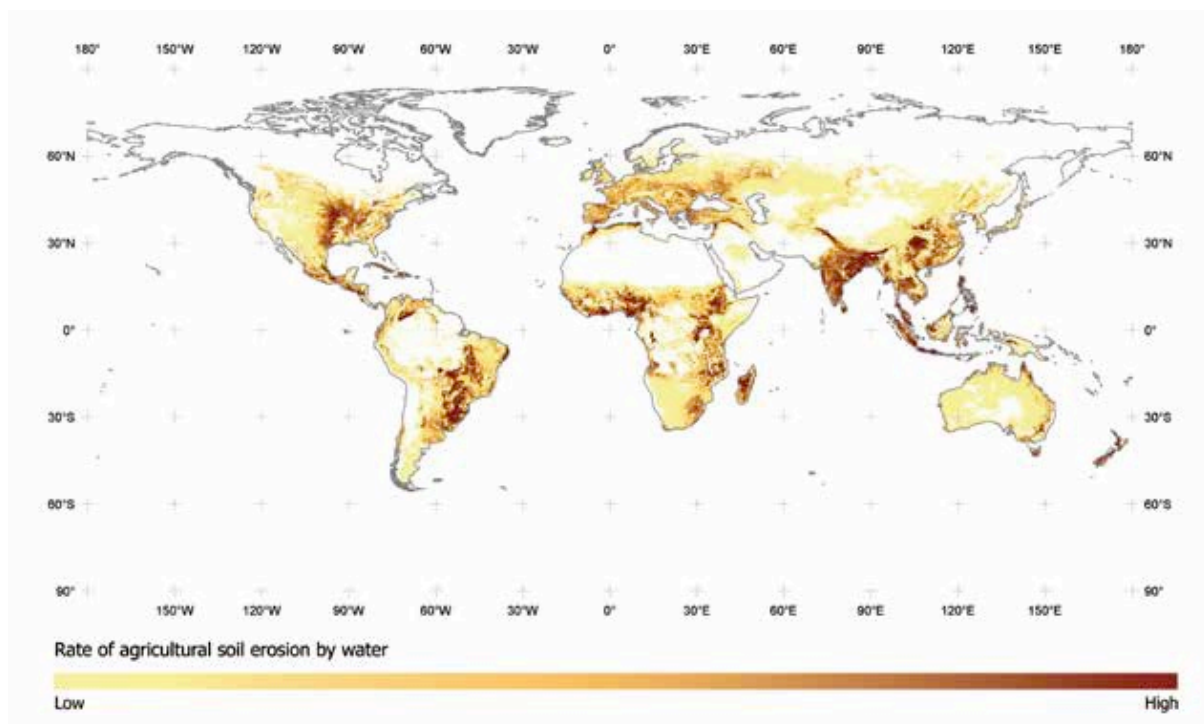 180° 150°W 120°W 90°W 60°W 30°W 0° 30°E 60°E 90°E 120°E 150°E 180°
60°N 60°N
30°N 30°N
0° 0°
30°S 30°S
60°S 60°S
90° 90°
150°W 120°W 90°W 60°W 30°W 0° 30°E 60°E 90°E 120°E 150°E
Rate of agricultural soil erosion by water
Low High